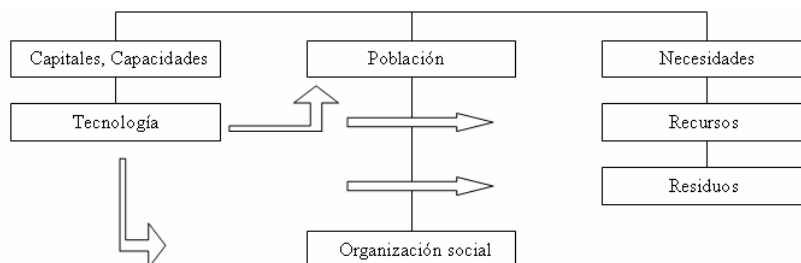 Capitales, Capacidades
Población
Necesidades
Tecnología
Recursos
Residuos
Organización social